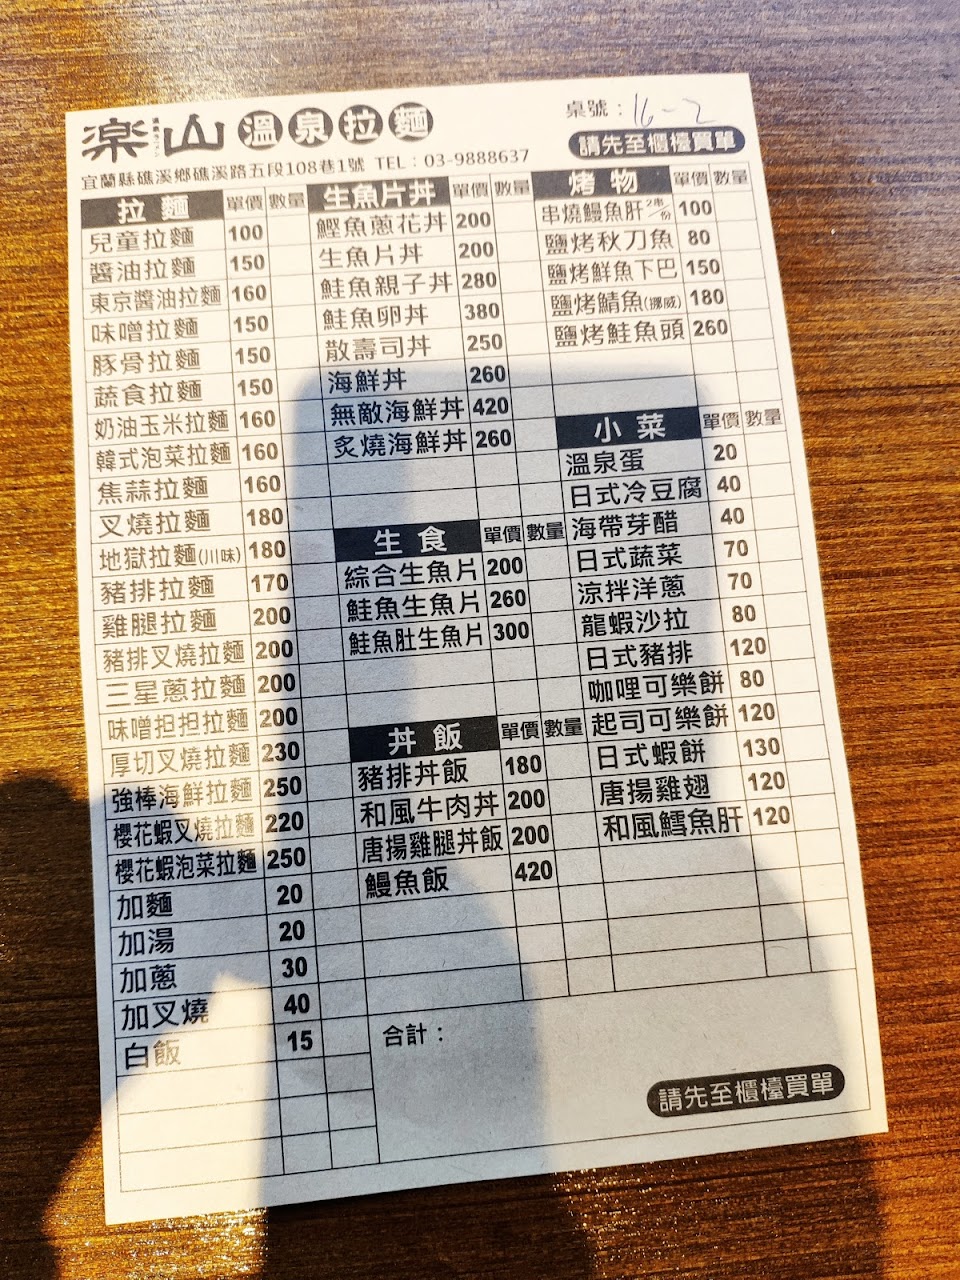 楽山 溫泉拉麵
桌號：16-2
請先至櫃檯買單
宜蘭縣礁溪鄉礁溪路五段108巷1號 TEL：03-9888637
拉麵 單價 數量
兒童拉麵 100
醬油拉麵 150
東京醬油拉麵 160
味噌拉麵 150
豚骨拉麵 150
蔬食拉麵 150
奶油玉米拉麵 160
韓式泡菜拉麵 160
焦蒜拉麵 160
叉燒拉麵 180
地獄拉麵(川味) 180
豬排拉麵 170
雞腿拉麵 200
豬排叉燒拉麵 200
三星蔥拉麵 200
味噌担担拉麵 200
厚切叉燒拉麵 230
強棒海鮮拉麵 250
櫻花蝦叉燒拉麵 220
櫻花蝦泡菜拉麵 250
加麵 20
加湯 20
加蔥 30
加叉燒 40
白飯 15
生魚片丼 單價 數量
鰹魚蔥花丼 200
生魚片丼 200
鮭魚親子丼 280
鮭魚卵丼 380
散壽司丼 250
海鮮丼 260
無敵海鮮丼 420
炙燒海鮮丼 260
生食 單價 數量
綜合生魚片 200
鮭魚生魚片 260
鮭魚肚生魚片 300
丼飯 單價 數量
豬排丼飯 180
和風牛肉丼 200
唐揚雞腿丼飯 200
鰻魚飯 420
烤物 單價 數量
串燒鰻魚肝2串/份 100
鹽烤秋刀魚 80
鹽烤鮮魚下巴 150
鹽烤鯖魚(挪威) 180
鹽烤鮭魚頭 260
小菜 單價 數量
溫泉蛋 20
日式冷豆腐 40
海帶芽醋 40
日式蔬菜 70
涼拌洋蔥 70
龍蝦沙拉 80
日式豬排 120
咖哩可樂餅 80
起司可樂餅 120
日式蝦餅 130
唐揚雞翅 120
和風鱈魚肝 120
合計：
請先至櫃檯買單